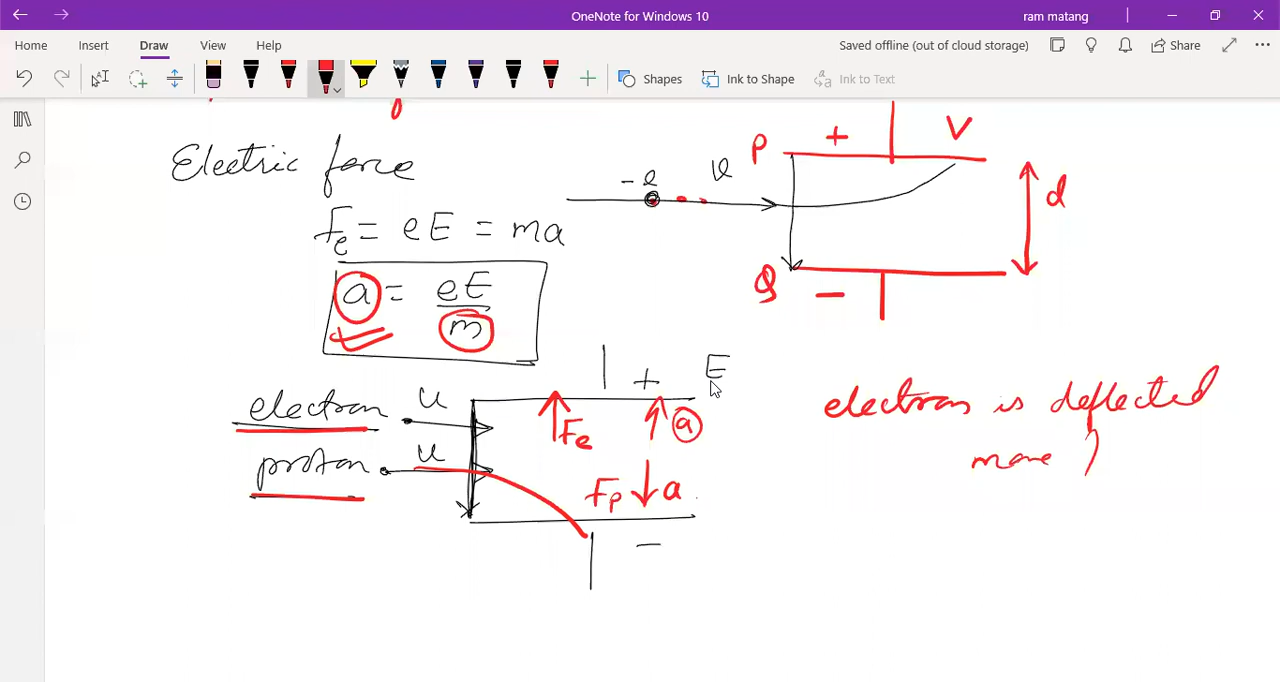 OneNote for Windows 10
ram matang
Home Insert Draw View Help
Saved offline (out of cloud storage)
Share
Shapes
Ink to Shape
Ink to Text
Electric force
Fe = eE = ma
a = eE
m
- e
v
P + V
d
Q -
electron u
proton u
+ E
Fe a
Fp a
-
electron is deflected
more